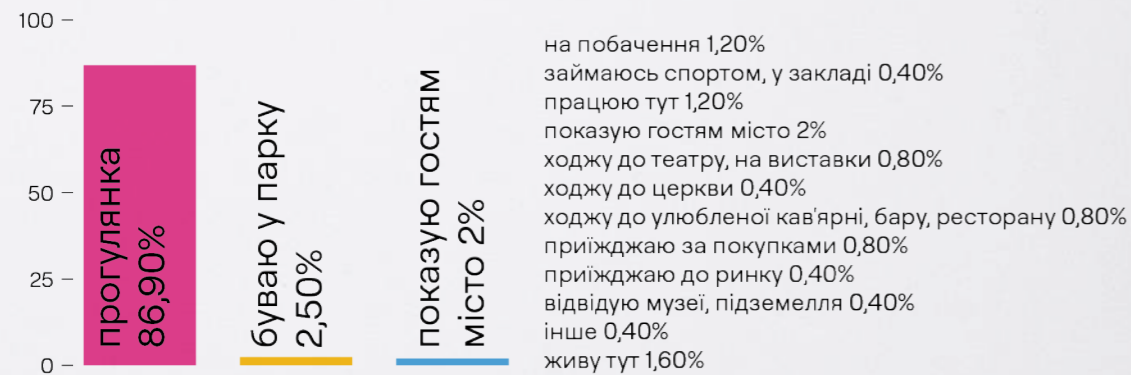 100
75
50
25
0
прогулянка
86,90%
буваю у парку
2,50%
показую гостям
місто 2%
на побачення 1,20%
займаюсь спортом, у закладі 0,40%
працюю тут 1,20%
показую гостям місто 2%
ходжу до театру, на виставки 0,80%
ходжу до церкви 0,40%
ходжу до улюбленої кав'ярні, бару, ресторану 0,80%
приїжджаю за покупками 0,80%
приїжджаю до ринку 0,40%
відвідую музеї, підземелля 0,40%
інше 0,40%
живу тут 1,60%